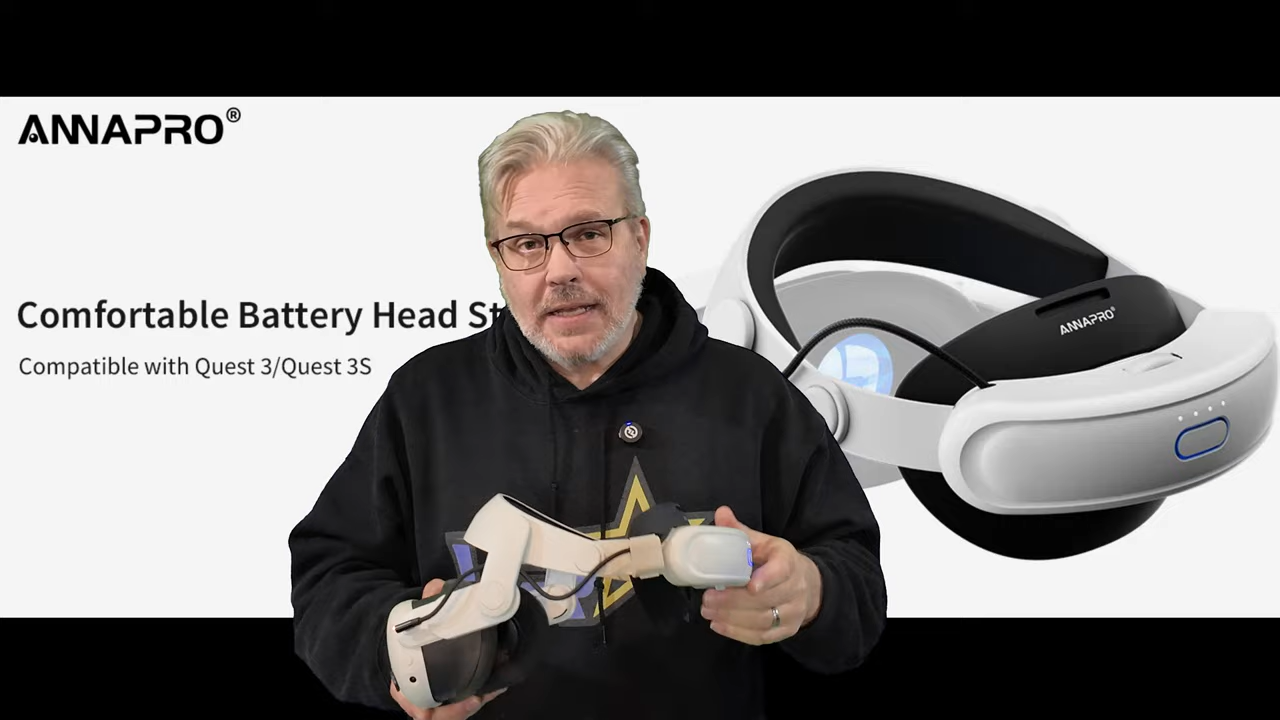 ANNAPRO®
Comfortable Battery Head St
Compatible with Quest 3/Quest 3S
ANNAPRO®